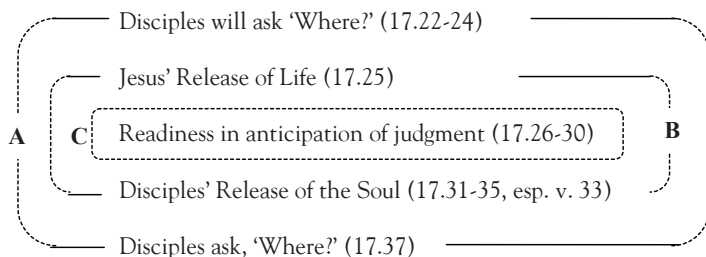 Disciples will ask ‘Where?’ (17.22-24)
Jesus’ Release of Life (17.25)
A C Readiness in anticipation of judgment (17.26-30) B
Disciples’ Release of the Soul (17.31-35, esp. v. 33)
Disciples ask, ‘Where?’ (17.37)